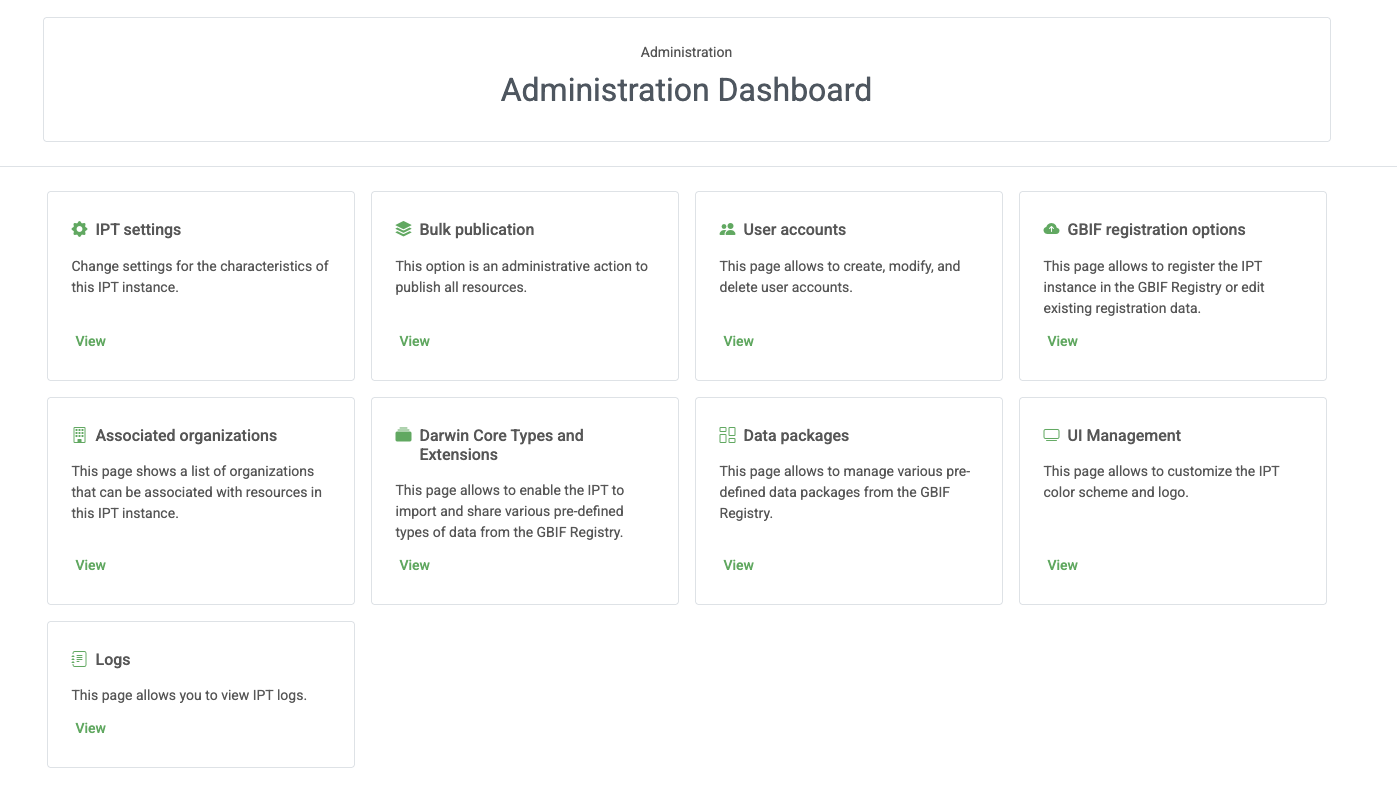 Administration
Administration Dashboard
IPT settings
Change settings for the characteristics of
this IPT instance.
View
Bulk publication
This option is an administrative action to
publish all resources.
View
User accounts
This page allows to create, modify, and
delete user accounts.
View
GBIF registration options
This page allows to register the IPT
instance in the GBIF Registry or edit
existing registration data.
View
Associated organizations
This page shows a list of organizations
that can be associated with resources in
this IPT instance.
View
Darwin Core Types and
Extensions
This page allows to enable the IPT to
import and share various pre-defined
types of data from the GBIF Registry.
View
Data packages
This page allows to manage various pre-
defined data packages from the GBIF
Registry.
View
UI Management
This page allows to customize the IPT
color scheme and logo.
View
Logs
This page allows you to view IPT logs.
View